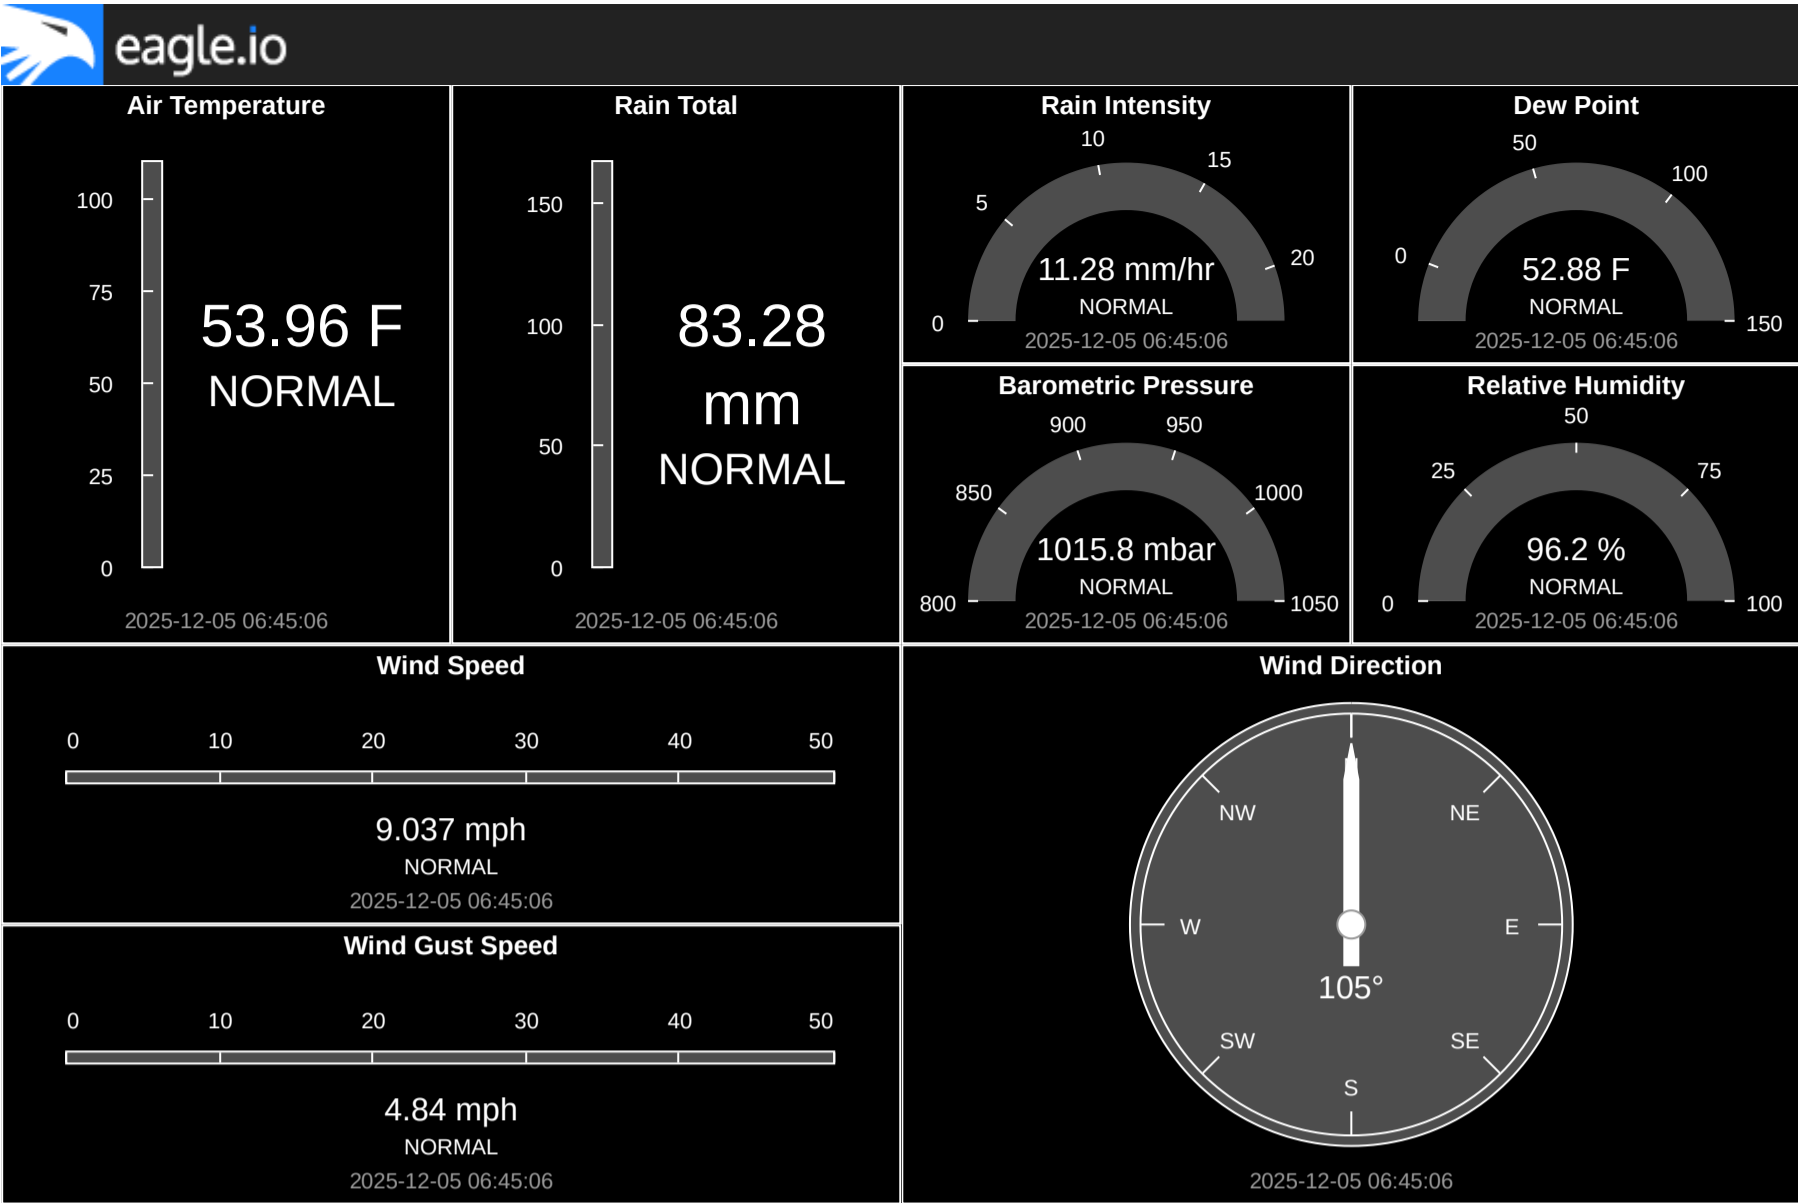 eagle.io
Air Temperature
100
75
50
25
0
53.96 F
NORMAL
2025-12-05 06:45:06
Rain Total
150
100
50
0
83.28
mm
NORMAL
2025-12-05 06:45:06
Rain Intensity
0
5
10
15
20
11.28 mm/hr
NORMAL
2025-12-05 06:45:06
Dew Point
0
50
100
150
52.88 F
NORMAL
2025-12-05 06:45:06
Barometric Pressure
800
850
900
950
1000
1050
1015.8 mbar
NORMAL
2025-12-05 06:45:06
Relative Humidity
0
25
50
75
100
96.2 %
NORMAL
2025-12-05 06:45:06
Wind Speed
0 10 20 30 40 50
9.037 mph
NORMAL
2025-12-05 06:45:06
Wind Gust Speed
0 10 20 30 40 50
4.84 mph
NORMAL
2025-12-05 06:45:06
Wind Direction
NW NE
W E
105°
SW SE
S
2025-12-05 06:45:06